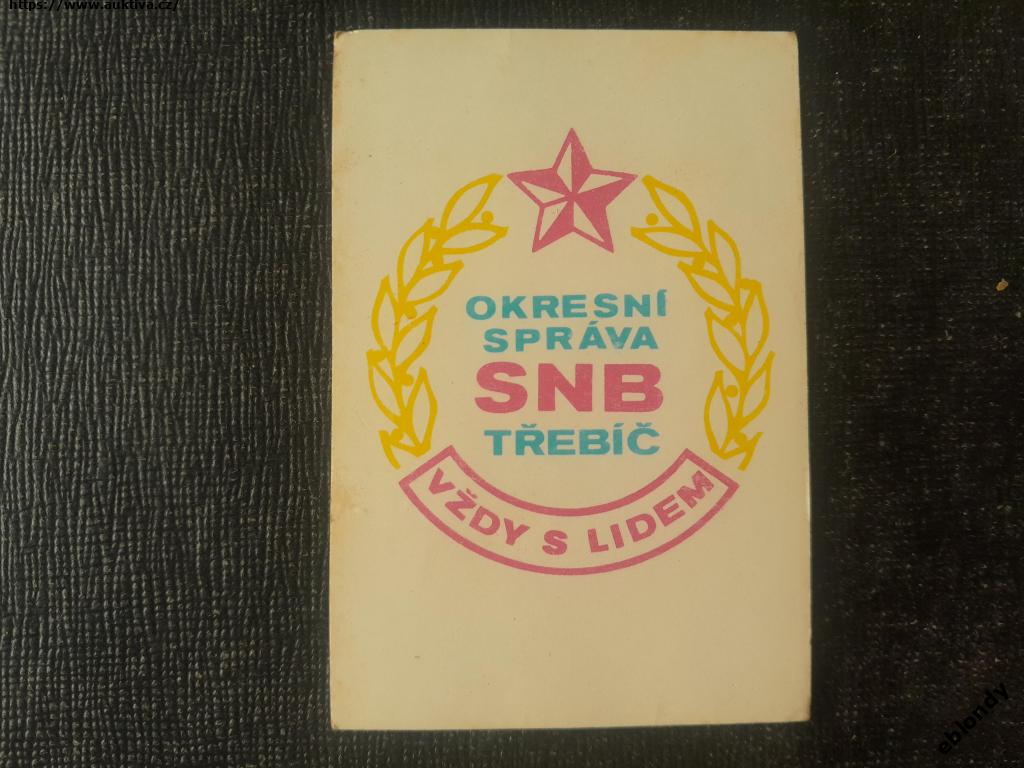 https://www.auktiva.cz/
OKRESNÍ
SPRÁVA
SNB
TŘEBÍČ
VŽDY S LIDEM
eblondy